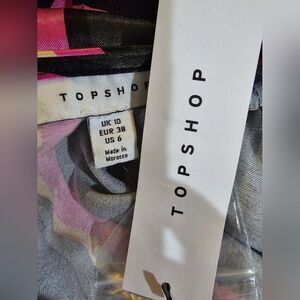 TOPSHOP
UK 10
EUR 38
US 6
Made in
Morocco
TOPSHOP